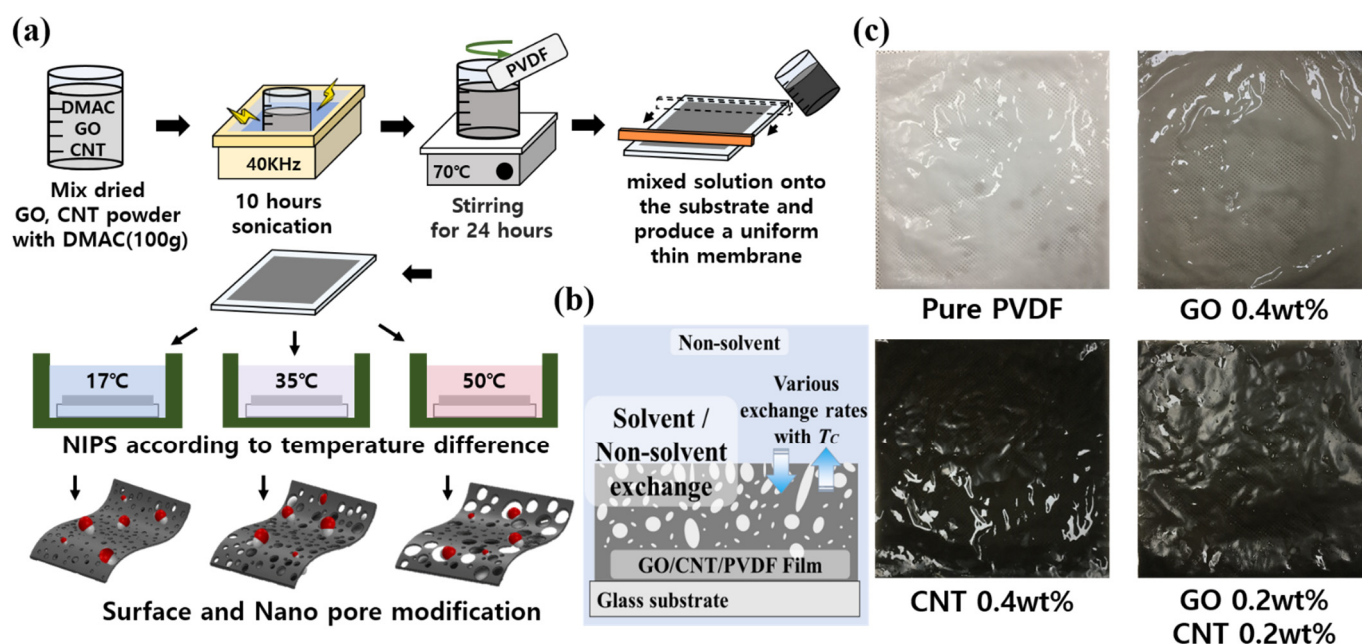 (a)
DMAC
GO
CNT
Mix dried
GO, CNT powder
with DMAC(100g)
40KHz
10 hours
sonication
PVDF
70℃
Stirring
for 24 hours
mixed solution onto
the substrate and
produce a uniform
thin membrane
17℃
35℃
50℃
NIPS according to temperature difference
Surface and Nano pore modification
(b)
Non-solvent
Various
exchange rates
with Tc
Solvent /
Non-solvent
exchange
GO/CNT/PVDF Film
Glass substrate
(c)
Pure PVDF
GO 0.4wt%
CNT 0.4wt%
GO 0.2wt%
CNT 0.2wt%